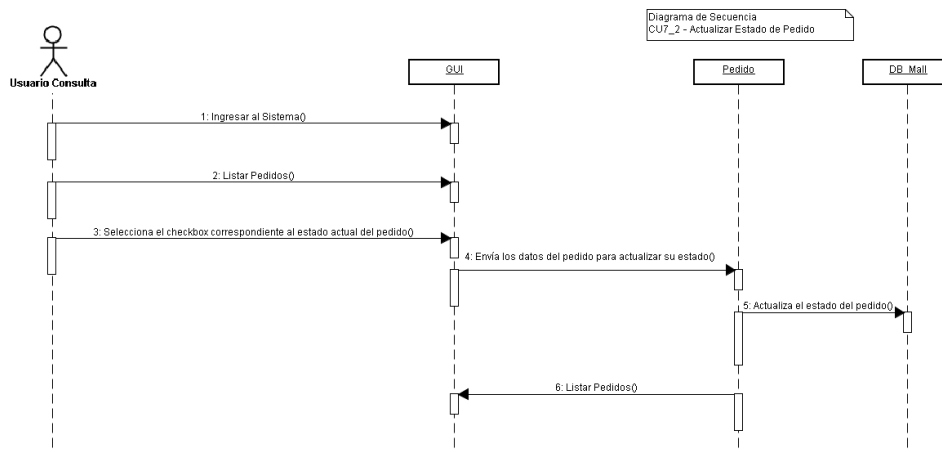 Diagrama de Secuencia
CU7_2 - Actualizar Estado de Pedido
Usuario Consulta
GUI
Pedido
DB_Mall
1: Ingresar al Sistema()
2: Listar Pedidos()
3: Selecciona el checkbox correspondiente al estado actual del pedido()
4: Envía los datos del pedido para actualizar su estado()
5: Actualiza el estado del pedido()
6: Listar Pedidos()